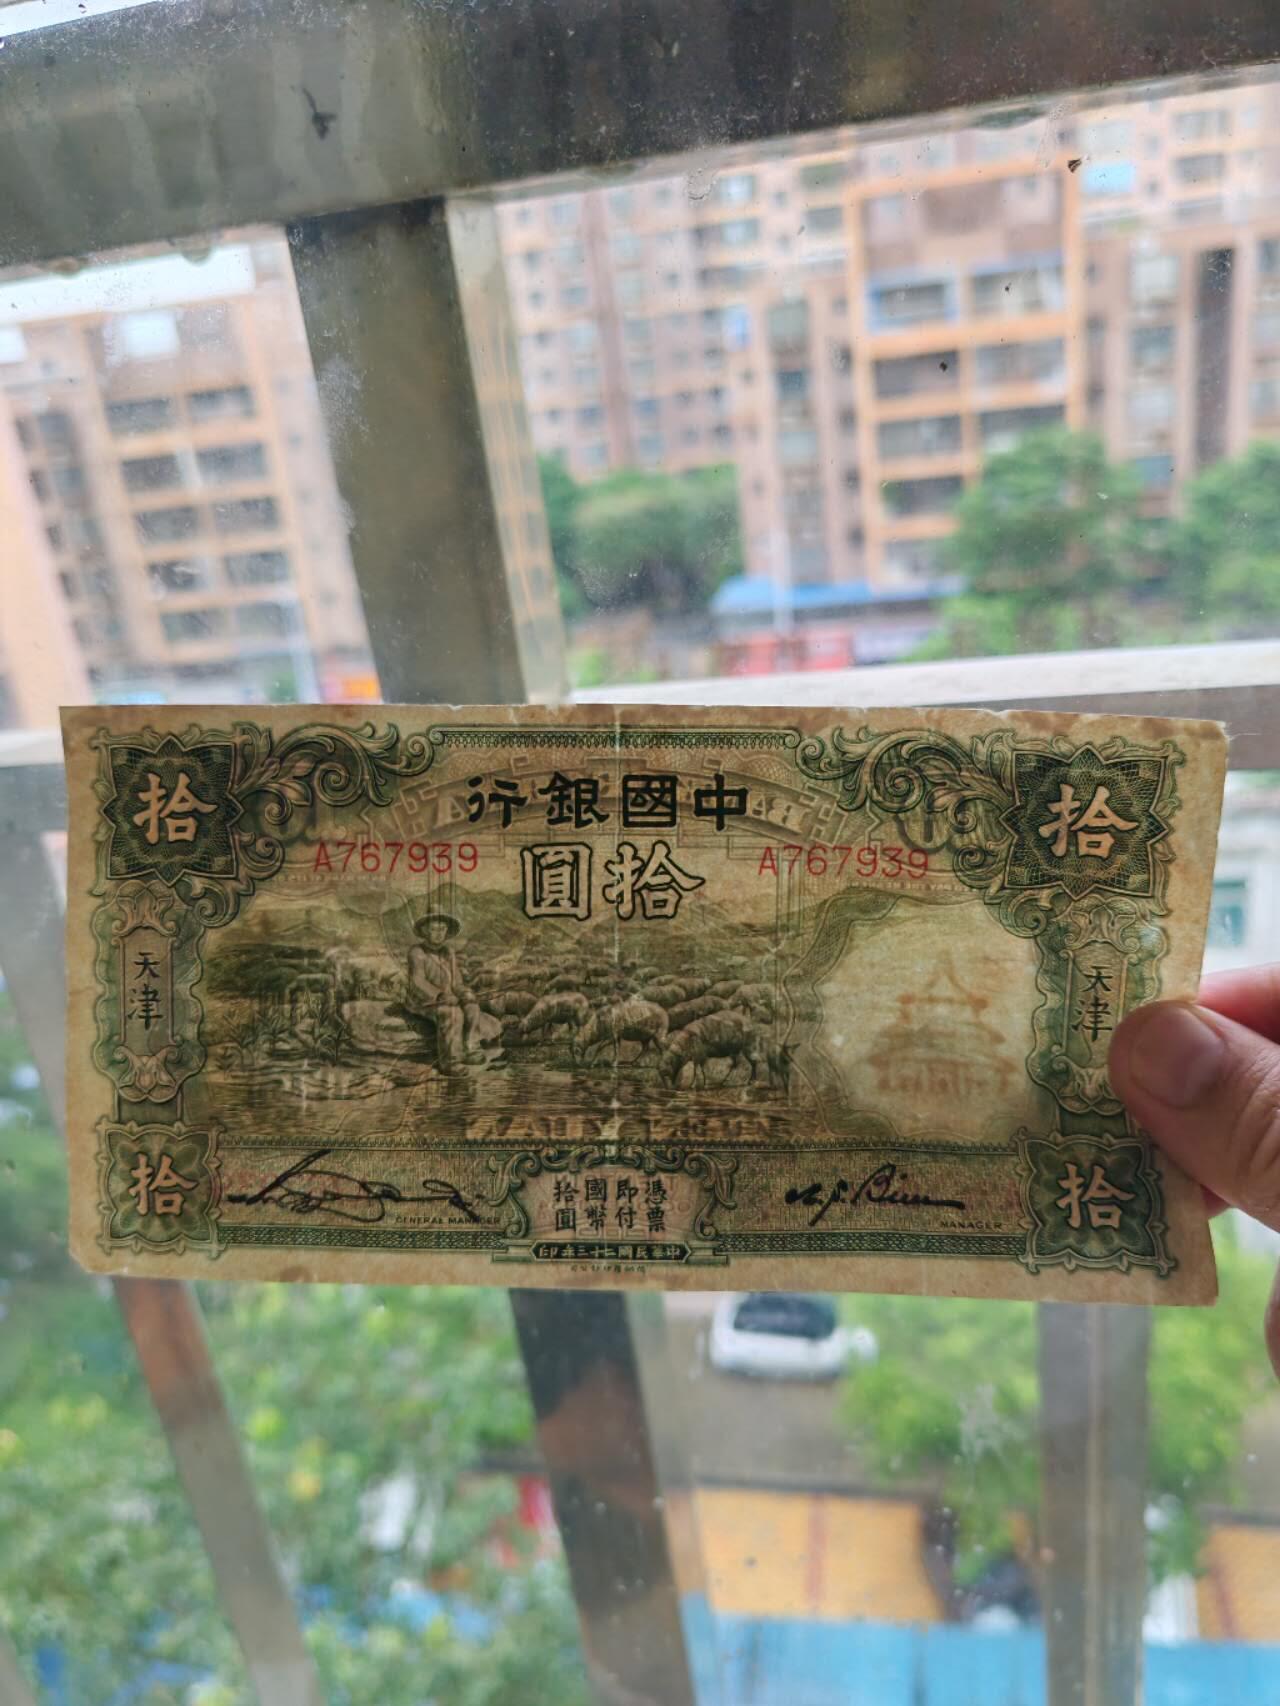 中國銀行
拾圓
拾
拾
A767939
A767939
天津
天津
拾
拾
GENERAL MANAGER
憑票
即付
國幣
拾圓
MANAGER
中華民國二十三年印